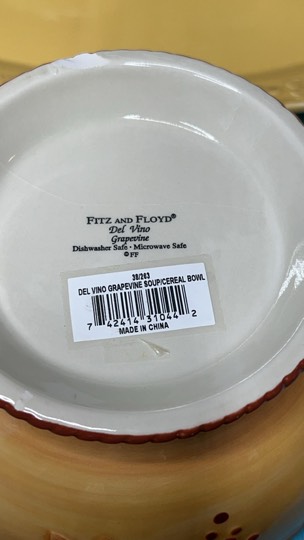 FITZ AND FLOYD®
Del Vino
Grapevine
Dishwasher Safe · Microwave Safe
©FF
38/263
DEL VINO GRAPEVINE SOUP/CEREAL BOWL
7 42414 31044 2
MADE IN CHINA